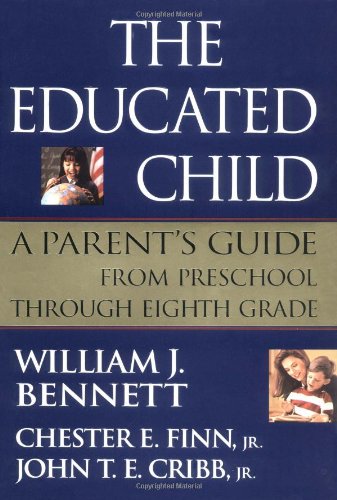 THE
EDUCATED
CHILD
A PARENT'S GUIDE
FROM PRESCHOOL
THROUGH EIGHTH GRADE
WILLIAM J.
BENNETT
CHESTER E. FINN, JR.
JOHN T. E. CRIBB, JR.